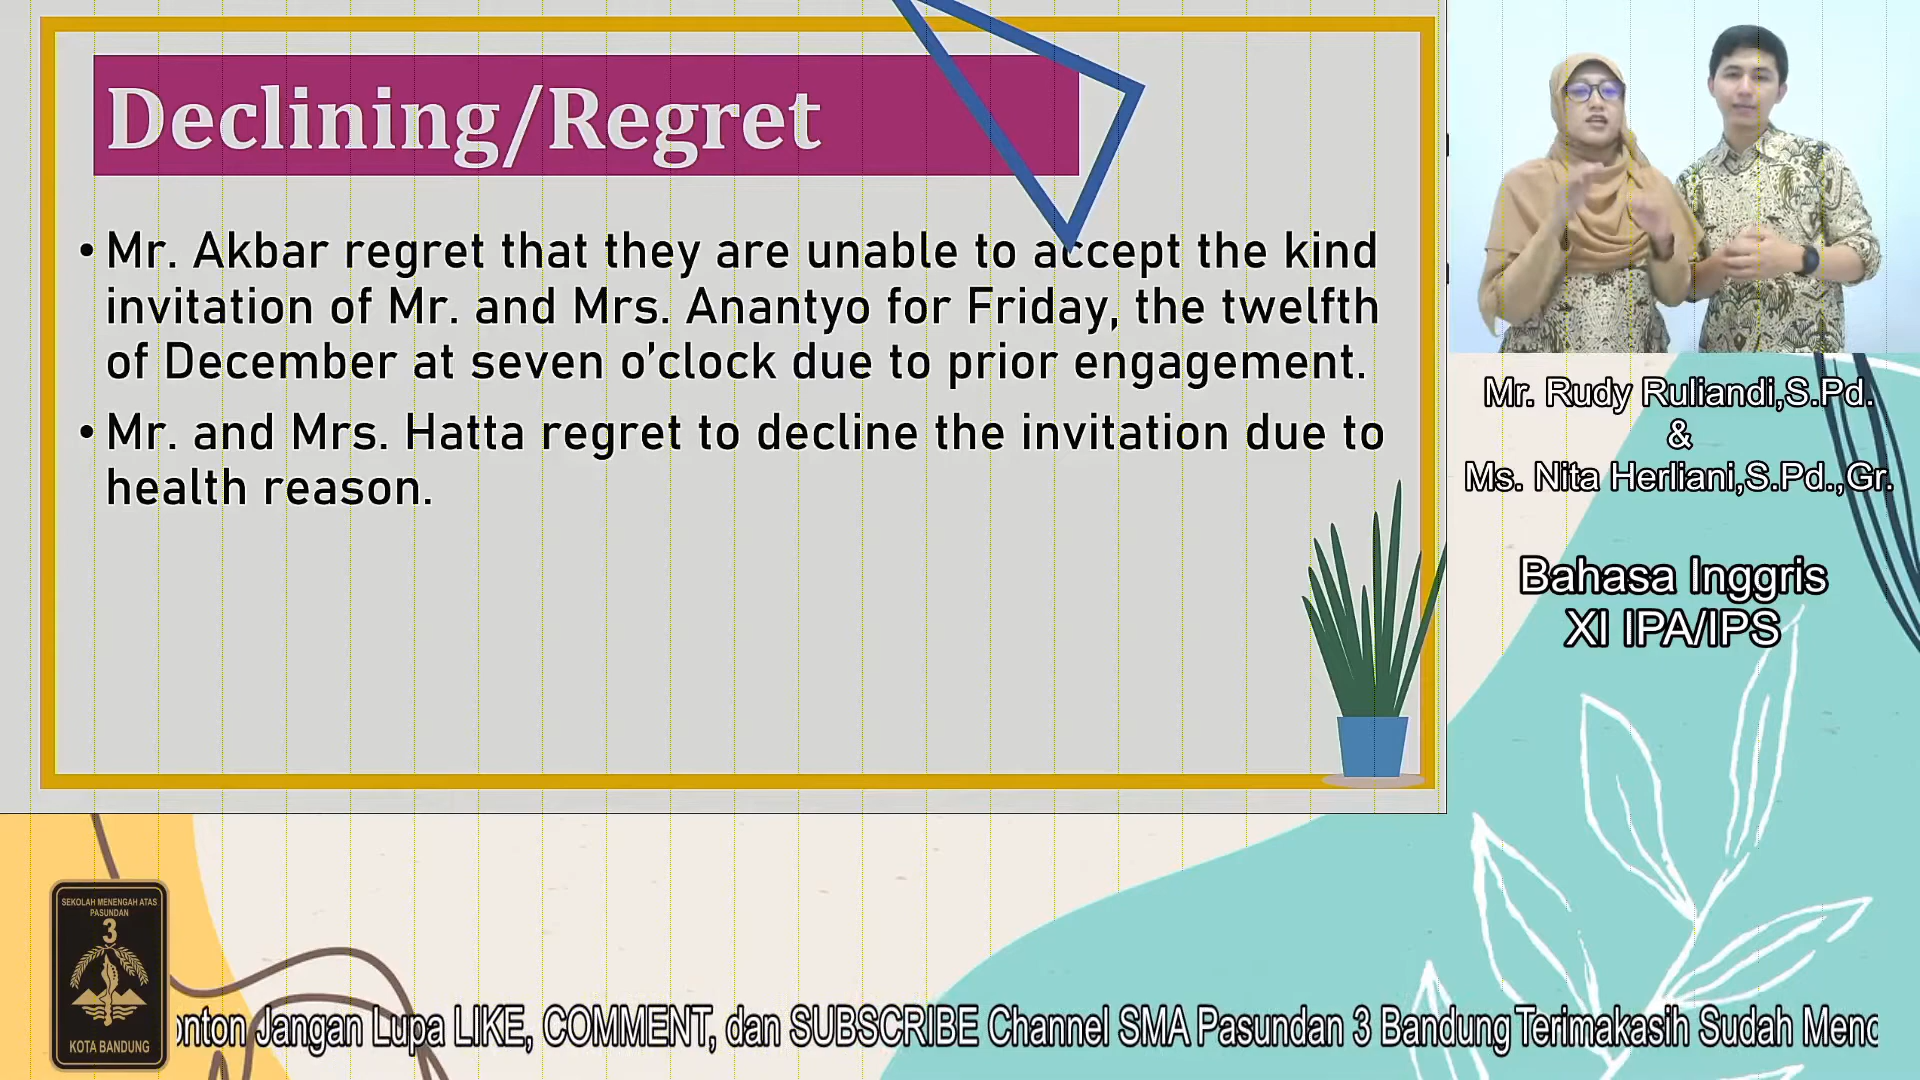 Declining/Regret
• Mr. Akbar regret that they are unable to accept the kind
invitation of Mr. and Mrs. Anantyo for Friday, the twelfth
of December at seven o'clock due to prior engagement.
• Mr. and Mrs. Hatta regret to decline the invitation due to
health reason.
Mr. Rudy Ruliandi,S.Pd.
&
Ms. Nita Herliani,S.Pd.,Gr.
Bahasa Inggris
XI IPA/IPS
SEKOLAH MENENGAH ATAS
PASUNDAN
3
KOTA BANDUNG
onton Jangan Lupa LIKE, COMMENT, dan SUBSCRIBE Channel SMA Pasundan 3 Bandung Terimakasih Sudah Meno